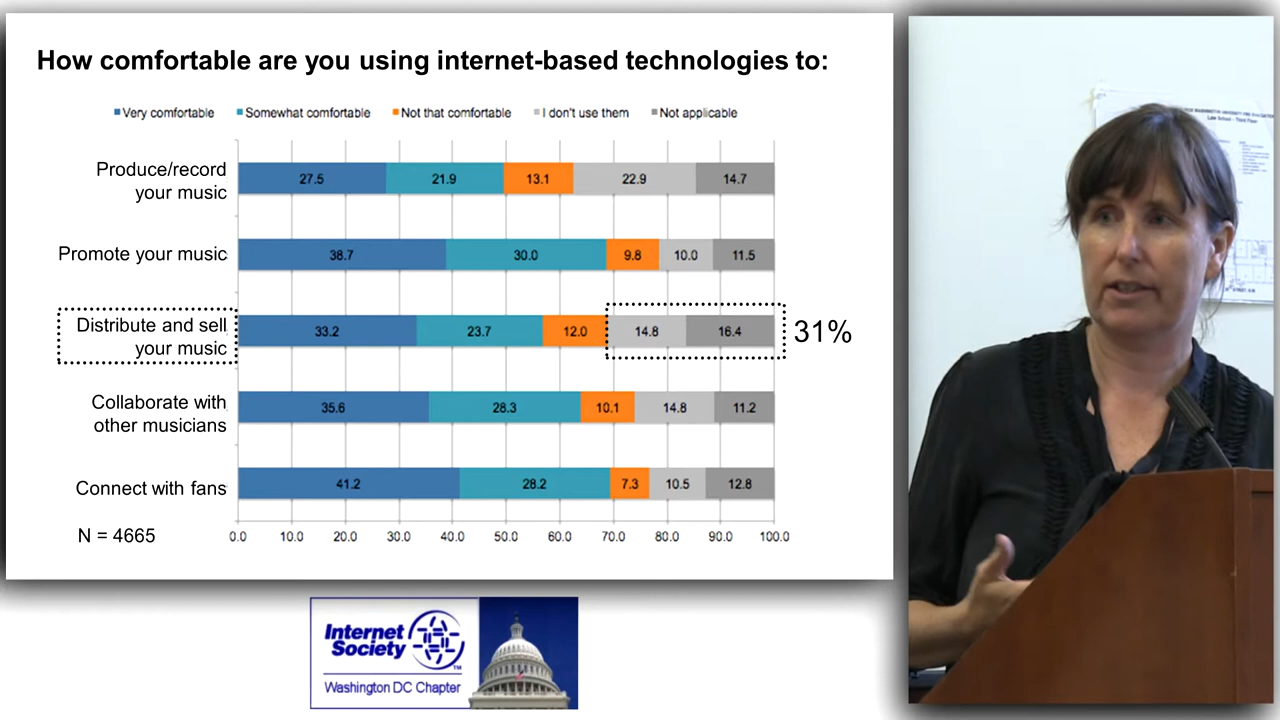 How comfortable are you using internet-based technologies to:
Very comfortable Somewhat comfortable Not that comfortable I don't use them Not applicable
Produce/record
your music
27.5 21.9 13.1 22.9 14.7
Promote your music
38.7 30.0 9.8 10.0 11.5
Distribute and sell
your music
33.2 23.7 12.0 14.8 16.4
31%
Collaborate with
other musicians
35.6 28.3 10.1 14.8 11.2
Connect with fans
41.2 28.2 7.3 10.5 12.8
N = 4665
0.0 10.0 20.0 30.0 40.0 50.0 60.0 70.0 80.0 90.0 100.0
Internet
Society
TM
Washington DC Chapter
Law School - Third Floor